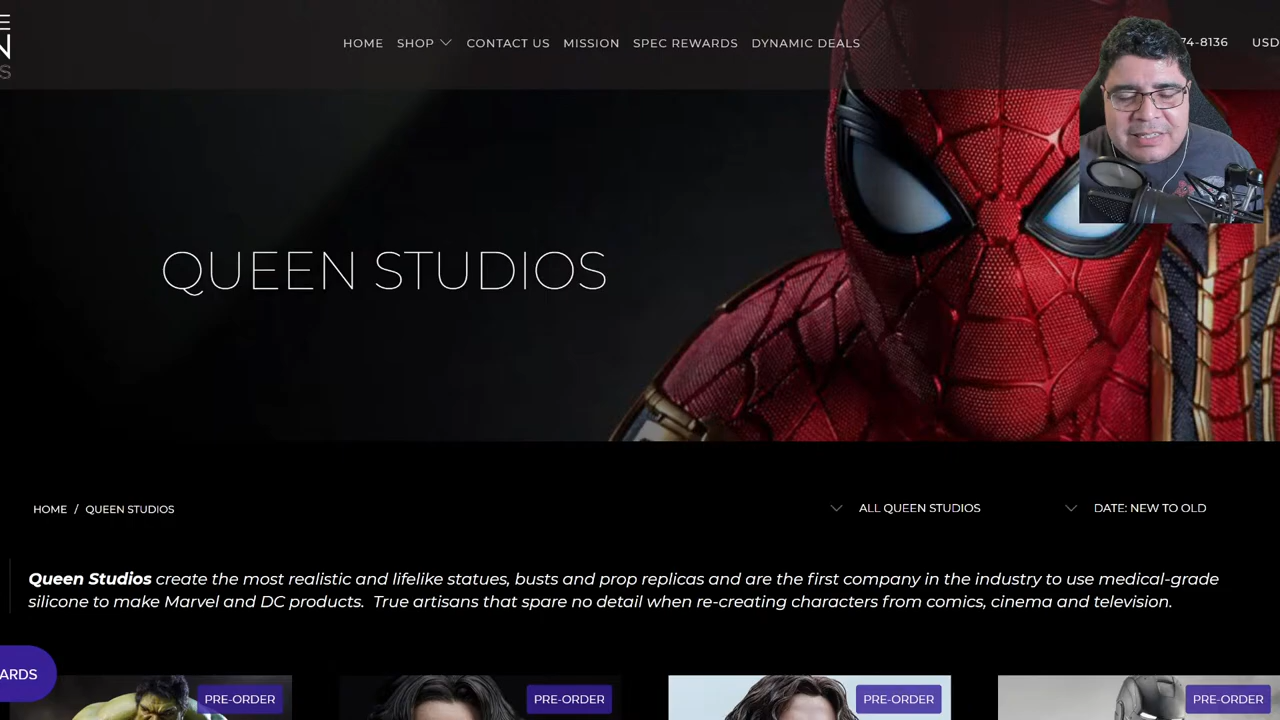 E
N
S
HOME SHOP CONTACT US MISSION SPEC REWARDS DYNAMIC DEALS
74-8136 USD
QUEEN STUDIOS
HOME / QUEEN STUDIOS
ALL QUEEN STUDIOS
DATE: NEW TO OLD
Queen Studios create the most realistic and lifelike statues, busts and prop replicas and are the first company in the industry to use medical-grade
silicone to make Marvel and DC products. True artisans that spare no detail when re-creating characters from comics, cinema and television.
ARDS
PRE-ORDER
PRE-ORDER
PRE-ORDER
PRE-ORDER